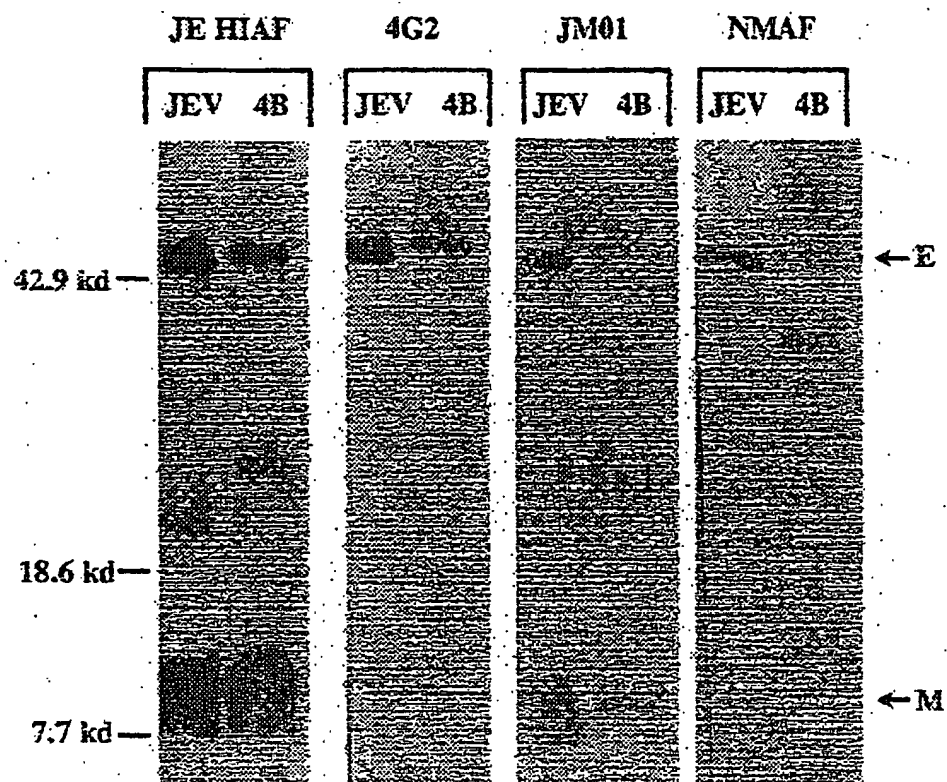 JE HIAF 4G2 JM01 NMAF
JEV 4B JEV 4B JEV 4B JEV 4B
42.9 kd
←E
18.6 kd
←M
7.7 kd